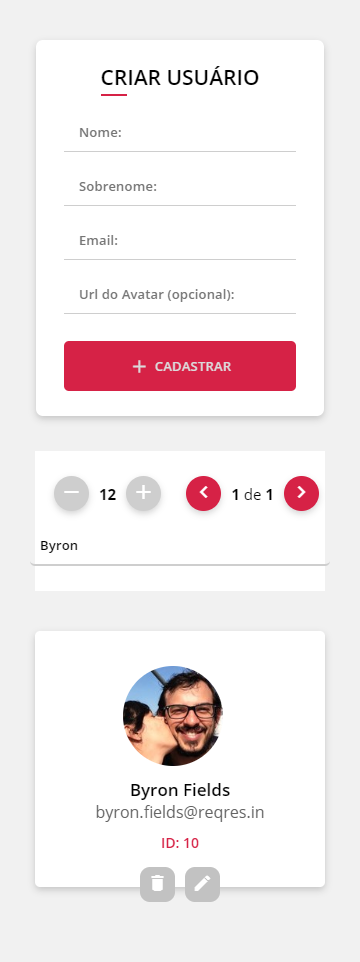 CRIAR USUÁRIO
Nome:
Sobrenome:
Email:
Url do Avatar (opcional):
CADASTRAR
12
1 de 1
Byron
Byron Fields
byron.fields@reqres.in
ID: 10